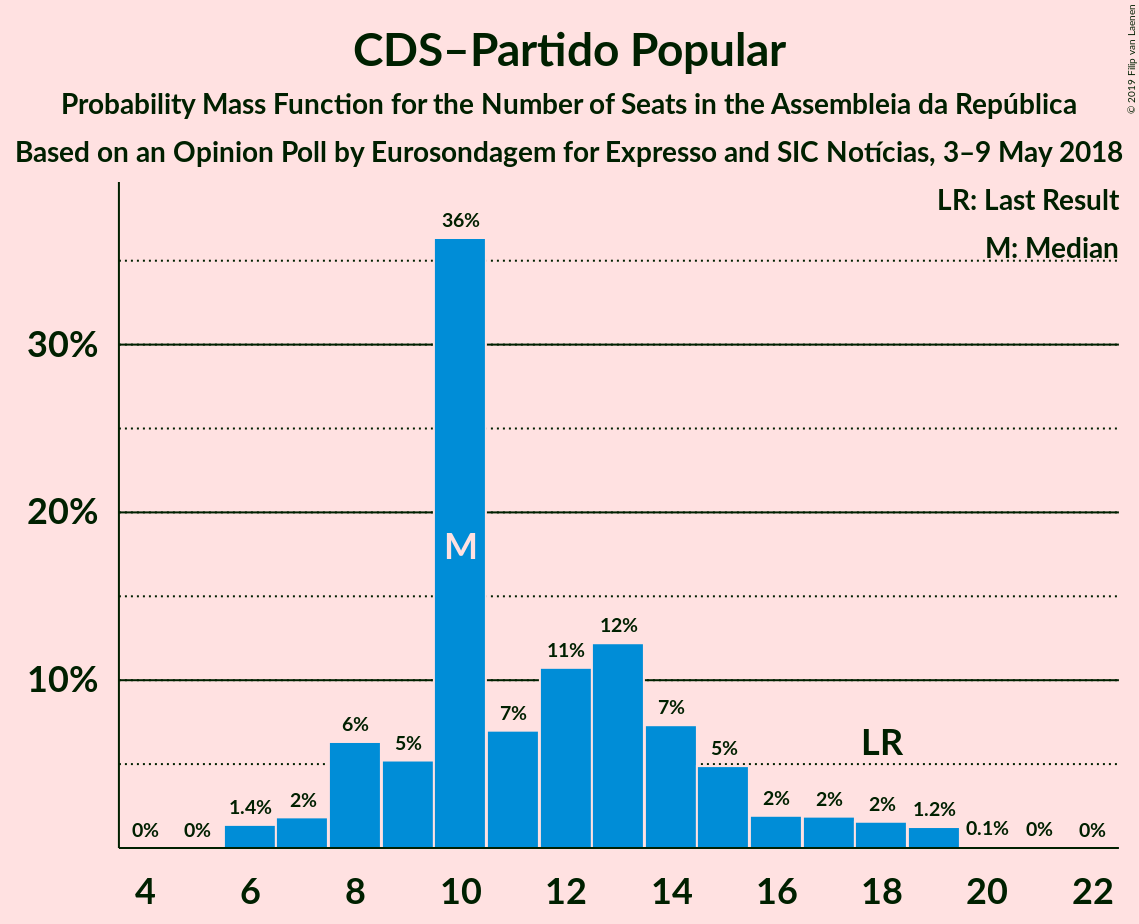 CDS–Partido Popular
Probability Mass Function for the Number of Seats in the Assembleia da República
Based on an Opinion Poll by Eurosondagem for Expresso and SIC Notícias, 3–9 May 2018
© 2019 Filip van Laenen
LR: Last Result
M: Median
36%
30%
20%
M
12%
11%
10%
7%
7%
6%
5%
5%
LR
1.4%
2%
2%
2%
2%
1.2%
0%
0%
0.1%
0%
0%
4 6 8 10 12 14 16 18 20 22